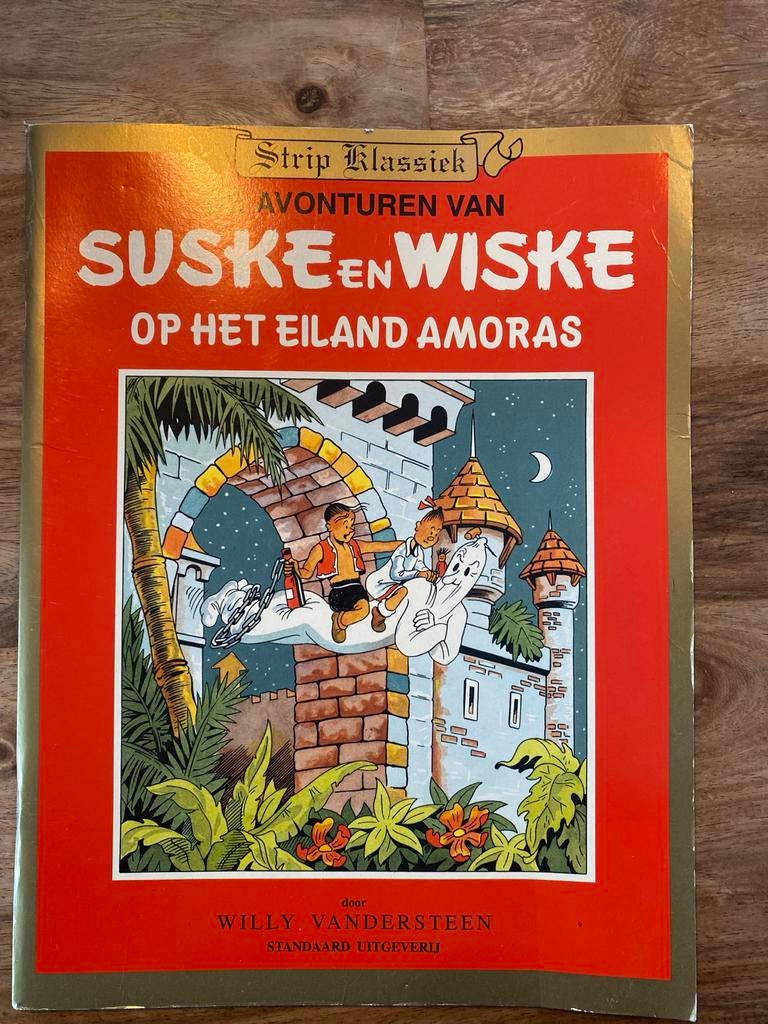 Strip Klassiek
AVONTUREN VAN
SUSKE EN WISKE
OP HET EILAND AMORAS
door
WILLY VANDERSTEEN
STANDAARD UITGEVERIJ